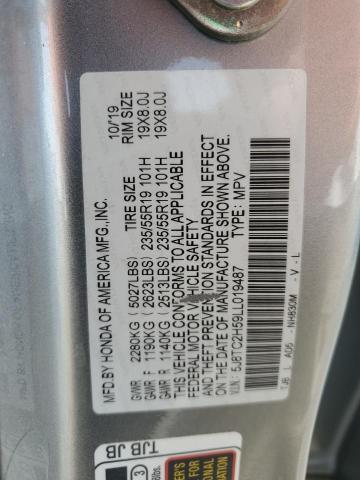 MFD.BY HONDA OF AMERICA MFG.,INC. 10/19
TIRE SIZE RIM SIZE
GVWR 2280KG (5027LBS)
GAWR F 1190KG (2623LBS) 235/55R19 101H 19X8.0J
GAWR R 1140KG (2513LBS) 235/55R19 101H 19X8.0J
THIS VEHICLE CONFORMS TO ALL APPLICABLE
FEDERAL MOTOR VEHICLE SAFETY
AND THEFT PREVENTION STANDARDS IN EFFECT
ON THE DATE OF MANUFACTURE SHOWN ABOVE.
V.I.N.: 5J8TC2H59LL019487 TYPE: MPV
TJB L A05 NH830M - V - L
TJB JB
3